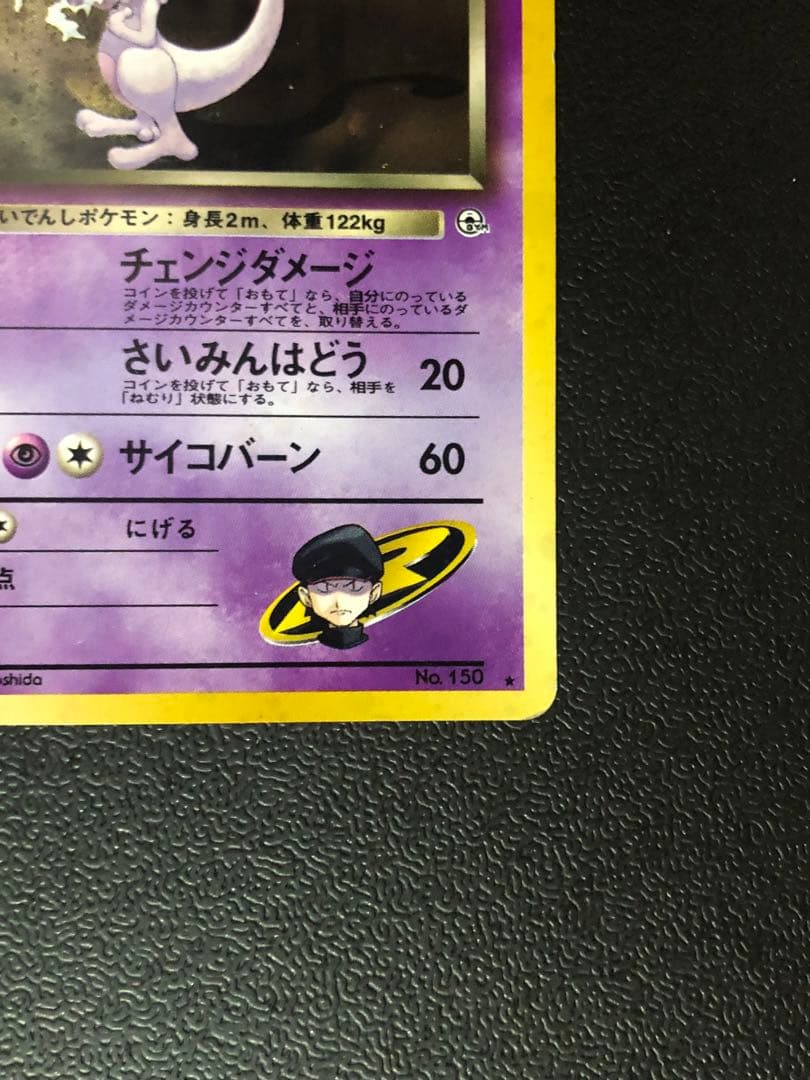 いでんしポケモン：身長2m、体重122kg
GYM
チェンジダメージ
コインを投げて「おもて」なら、自分にのっている
ダメージカウンターすべてと、相手にのっているダ
メージカウンターすべてを、取り替える。
さいみんはどう 20
コインを投げて「おもて」なら、相手を
「ねむり」状態にする。
サイコバーン 60
にげる
点
R
oshida
No. 150 ★